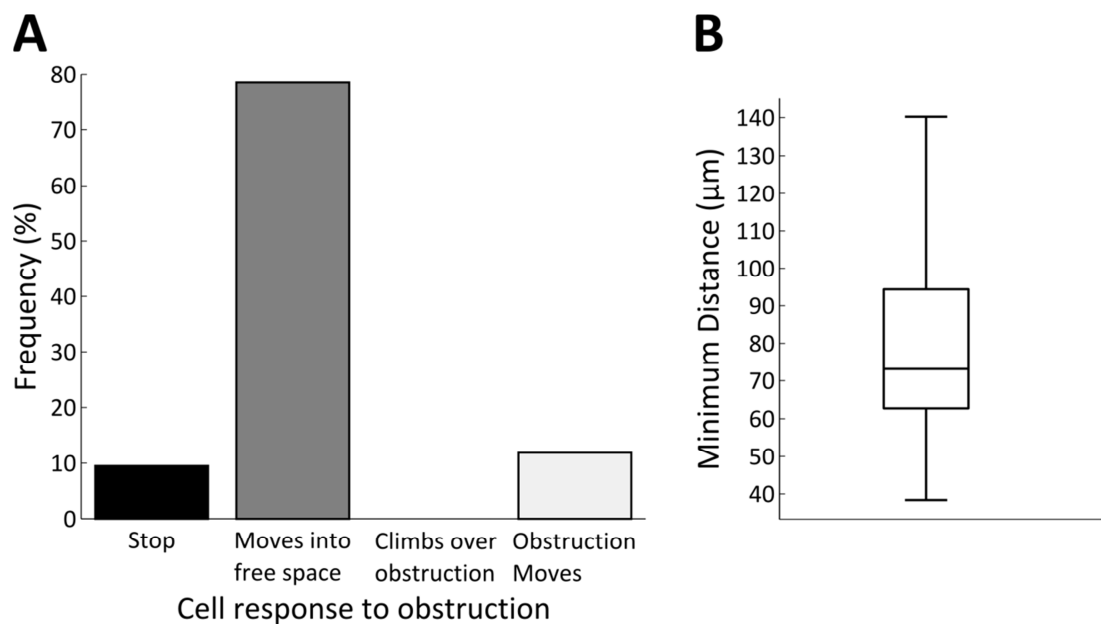 A
Frequency (%)
80
70
60
50
40
30
20
10
0
Stop
Moves into
free space
Climbs over
obstruction
Obstruction
Moves
Cell response to obstruction
B
Minimum Distance (µm)
140
130
120
110
100
90
80
70
60
50
40